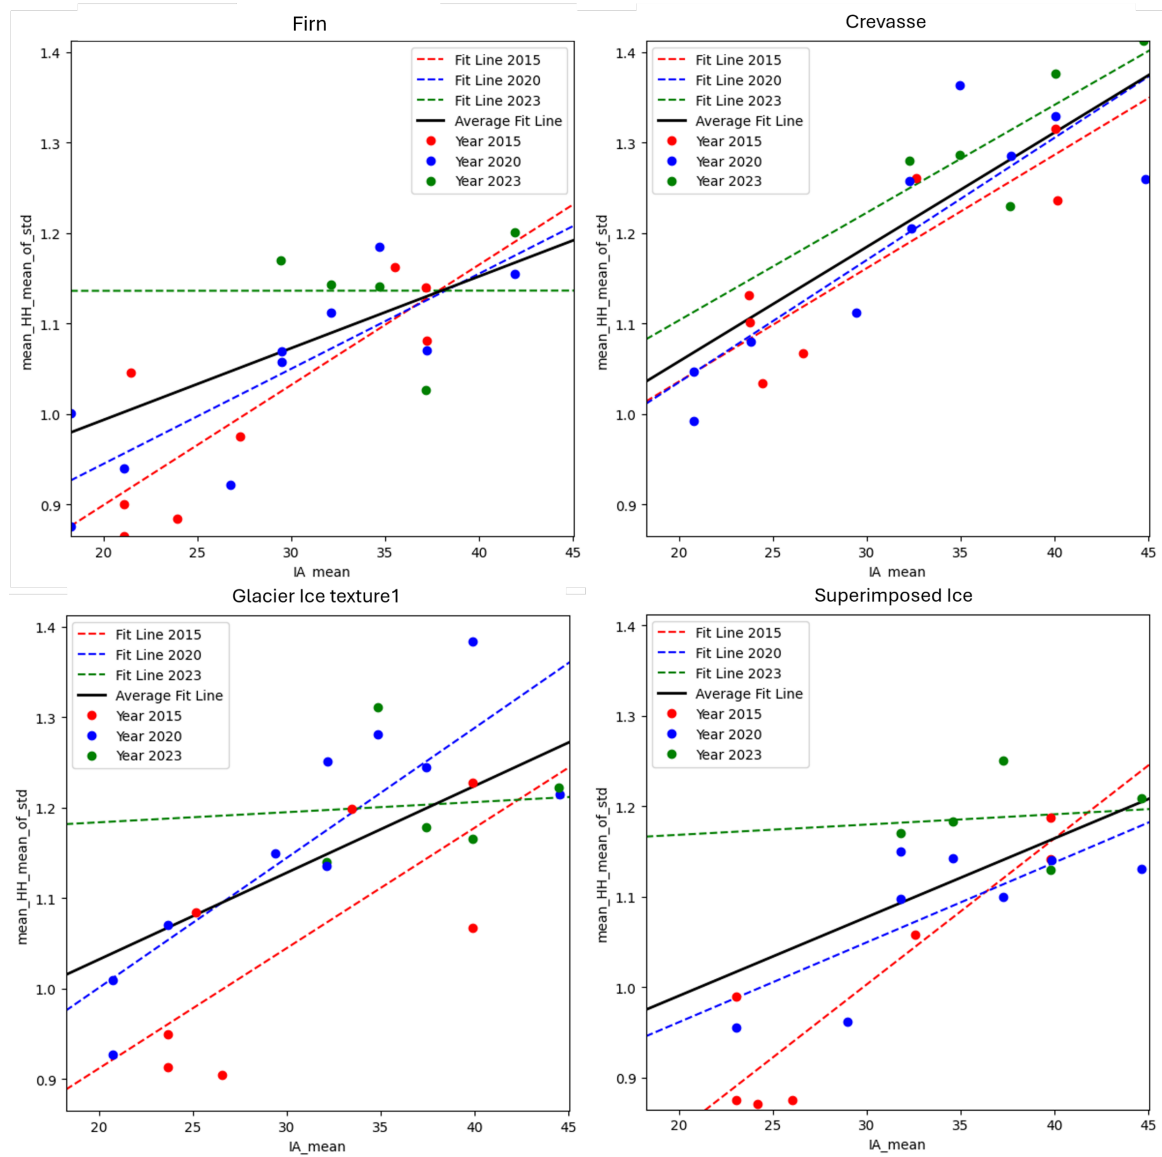 Firn
1.4
1.3
1.2
1.1
1.0
0.9
mean_HH_mean_of_std
Fit Line 2015
Fit Line 2020
Fit Line 2023
Average Fit Line
Year 2015
Year 2020
Year 2023
20 25 30 35 40 45
IA_mean
Crevasse
1.4
1.3
1.2
1.1
1.0
0.9
mean_HH_mean_of_std
Fit Line 2015
Fit Line 2020
Fit Line 2023
Average Fit Line
Year 2015
Year 2020
Year 2023
20 25 30 35 40 45
IA_mean
Glacier Ice texture1
1.4
1.3
1.2
1.1
1.0
0.9
mean_HH_mean_of_std
Fit Line 2015
Fit Line 2020
Fit Line 2023
Average Fit Line
Year 2015
Year 2020
Year 2023
20 25 30 35 40 45
IA_mean
Superimposed Ice
1.4
1.3
1.2
1.1
1.0
0.9
mean_HH_mean_of_std
Fit Line 2015
Fit Line 2020
Fit Line 2023
Average Fit Line
Year 2015
Year 2020
Year 2023
20 25 30 35 40 45
IA_mean